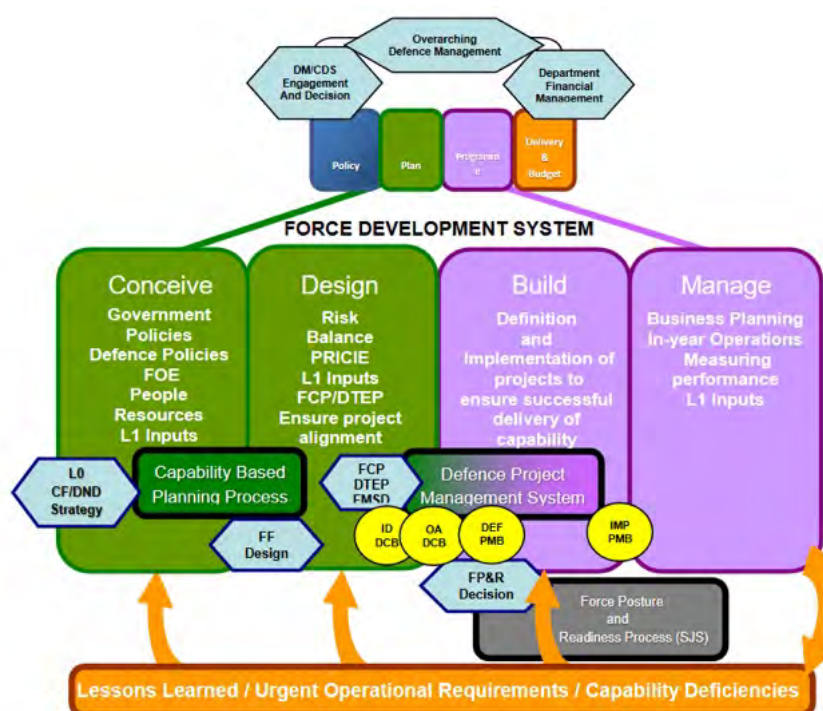 Overarching
Defence Management
DM/CDS
Engagement
And Decision
Department
Financial
Management
Policy
Plan
Programm
e
Delivery
&
Budget
FORCE DEVELOPMENT SYSTEM
Conceive
Government
Policies
Defence Policies
FOE
People
Resources
L1 Inputs
Design
Risk
Balance
PRICIE
L1 Inputs
FCP/DTEP
Ensure project
alignment
Build
Definition
and
Implementation of
projects to
ensure successful
delivery of
capability
Manage
Business Planning
In-year Operations
Measuring
performance
L1 Inputs
L0
CF/DND
Strategy
Capability Based
Planning Process
FCP
DTEP
FMSD
Defence Project
Management System
FF
Design
ID
DCB
OA
DCB
DEF
PMB
IMP
PMB
FP&R
Decision
Force Posture
and
Readiness Process (SJS)
Lessons Learned / Urgent Operational Requirements / Capability Deficiencies